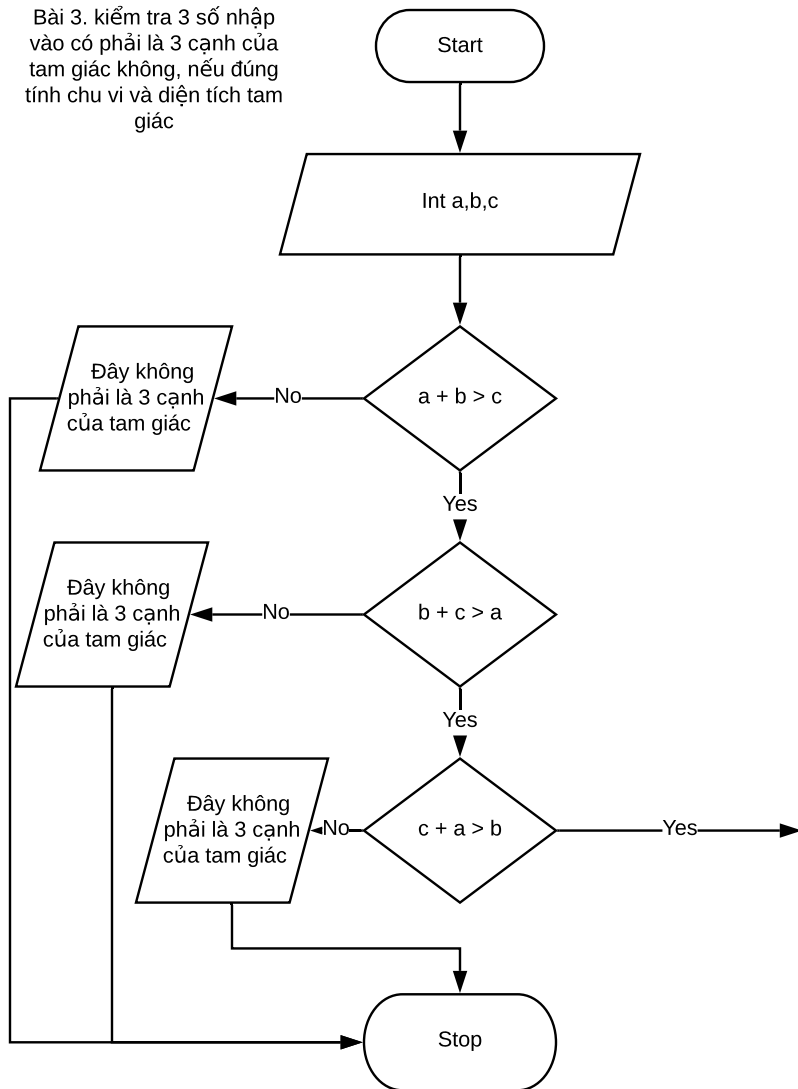 Bài 3. kiểm tra 3 số nhập
vào có phải là 3 cạnh của
tam giác không, nếu đúng
tính chu vi và diện tích tam
giác
Start
Int a,b,c
a + b > c
No
Đây không
phải là 3 cạnh
của tam giác
Yes
b + c > a
No
Đây không
phải là 3 cạnh
của tam giác
Yes
c + a > b
No
Đây không
phải là 3 cạnh
của tam giác
Yes
Stop